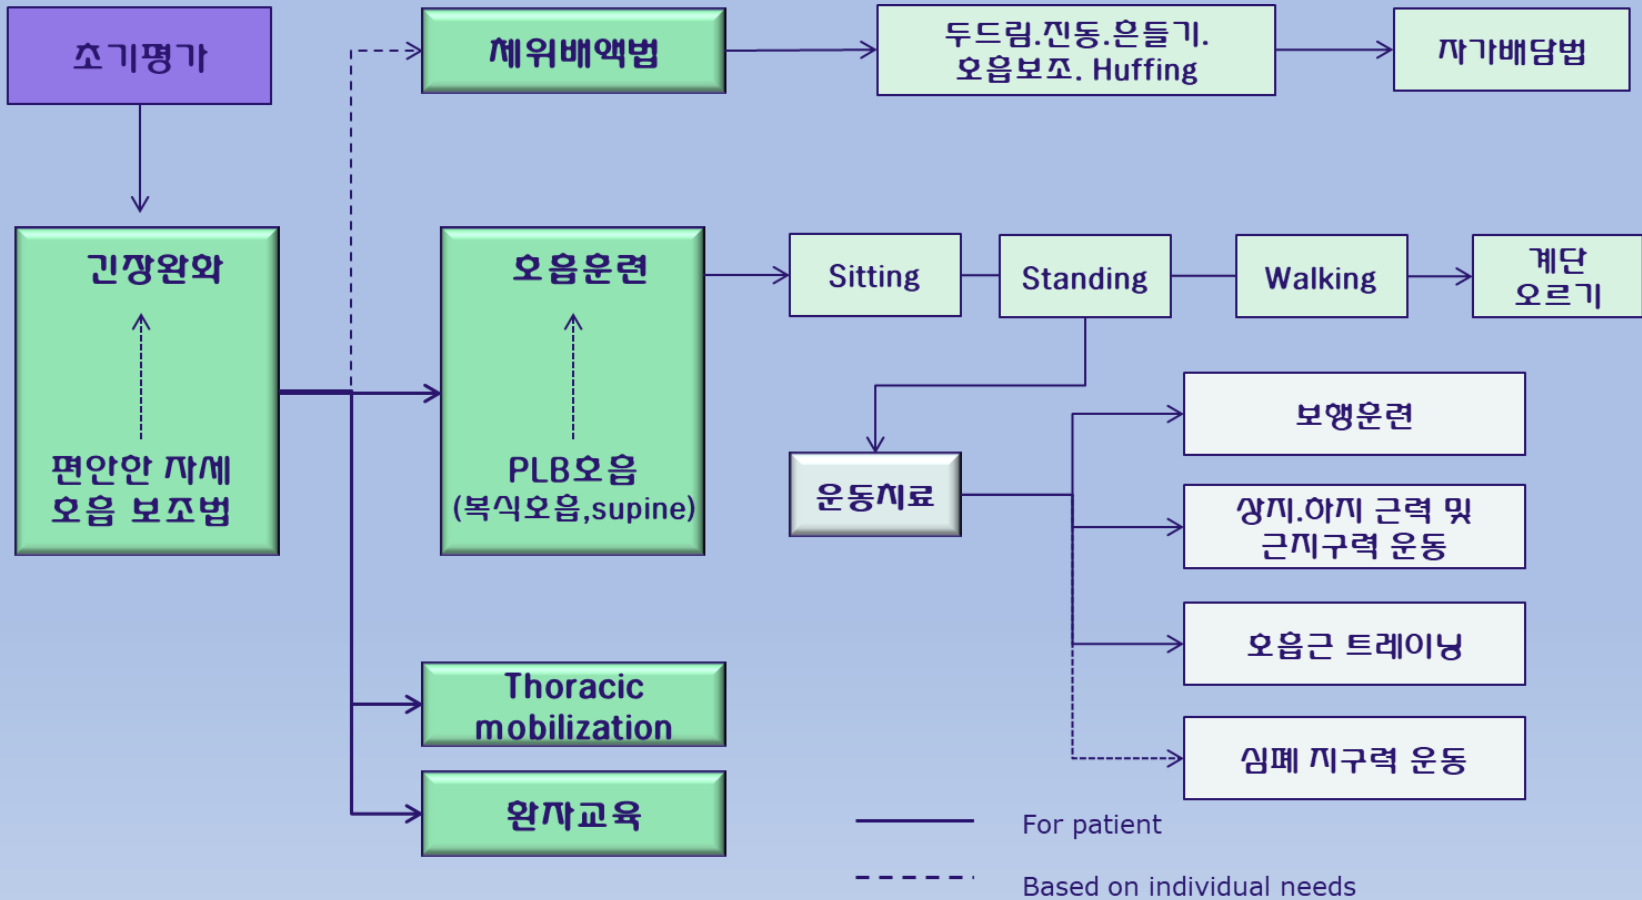 초기평가
체위배액법
두드림.진동.흔들기.
호흡보조. Huffing
자가배담법
긴장완화
편안한 자세
호흡 보조법
호흡훈련
PLB호흡
(복식호흡,supine)
Sitting
Standing
Walking
계단
오르기
운동치료
보행훈련
상지.하지 근력 및
근지구력 운동
호흡근 트레이닝
심폐 지구력 운동
Thoracic
mobilization
환자교육
For patient
Based on individual needs